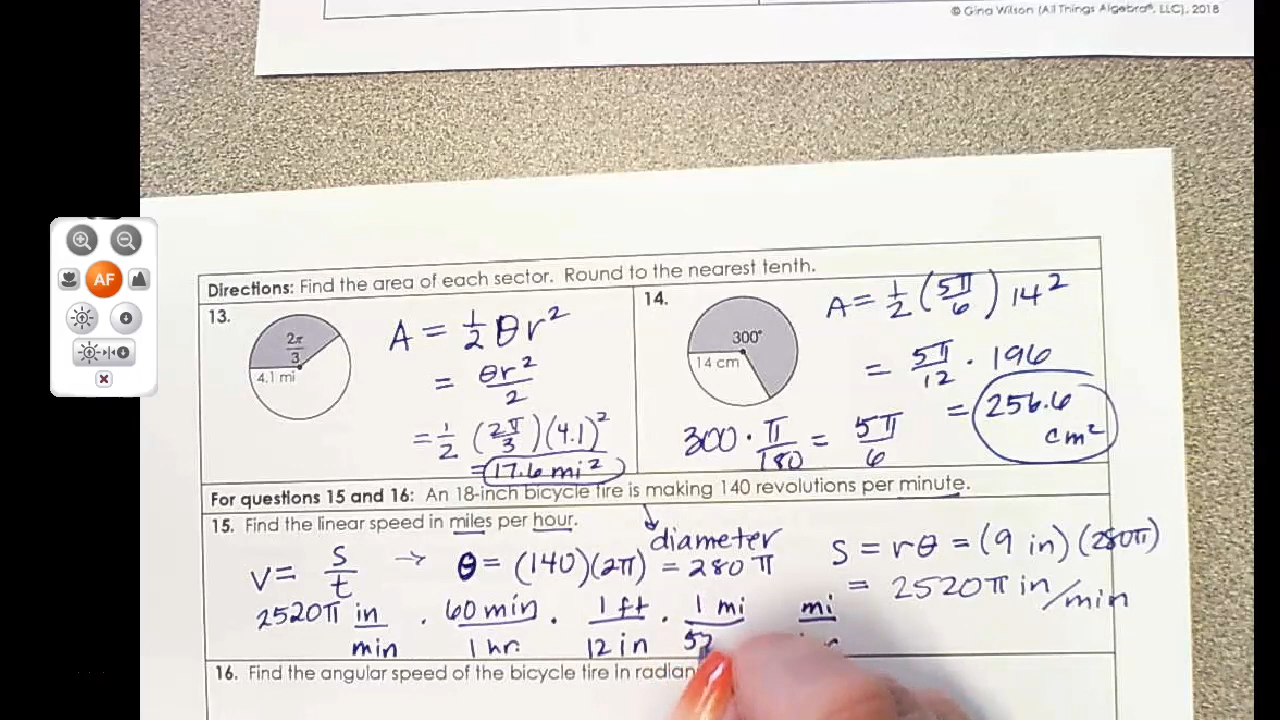 © Gina Wilson (All Things Algebra®, LLC), 2018
AF
Directions: Find the area of each sector. Round to the nearest tenth.
13.
2π/3
4.1 mi
A = 1/2 θr²
= θr²/2
= 1/2 (2π/3)(4.1)²
= 17.6 mi²
14.
300°
14 cm
A = 1/2 (5π/6) 14²
= 5π/12 · 196
= 256.6 cm²
300 · π/180 = 5π/6
For questions 15 and 16: An 18-inch bicycle tire is making 140 revolutions per minute.
15. Find the linear speed in miles per hour.
diameter
V = s/t → θ = (140)(2π) = 280π
S = rθ = (9 in)(280π)
= 2520π in/min
2520π in/min · 60 min/1 hr · 1 ft/12 in · 1 mi/52 mi
16. Find the angular speed of the bicycle tire in radian